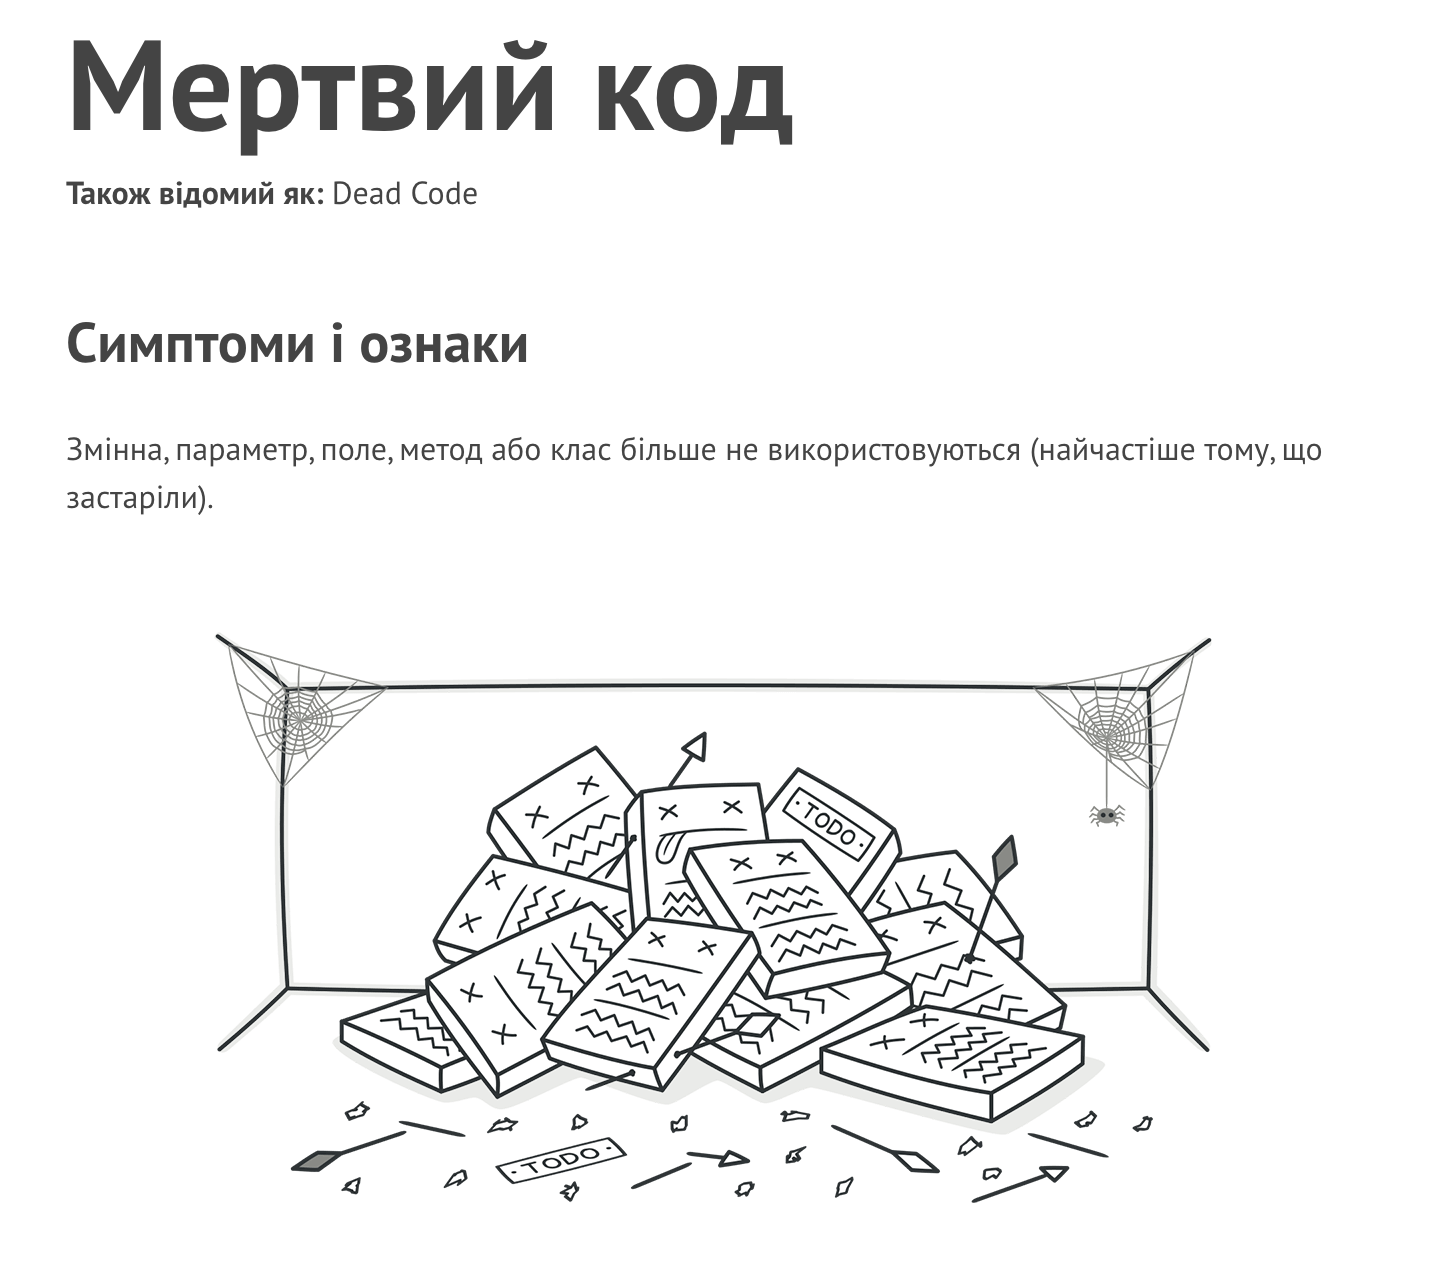 Мертвий код
Також відомий як: Dead Code
Симптоми і ознаки
Змінна, параметр, поле, метод або клас більше не використовуються (найчастіше тому, що
застаріли).
TODO
TODO